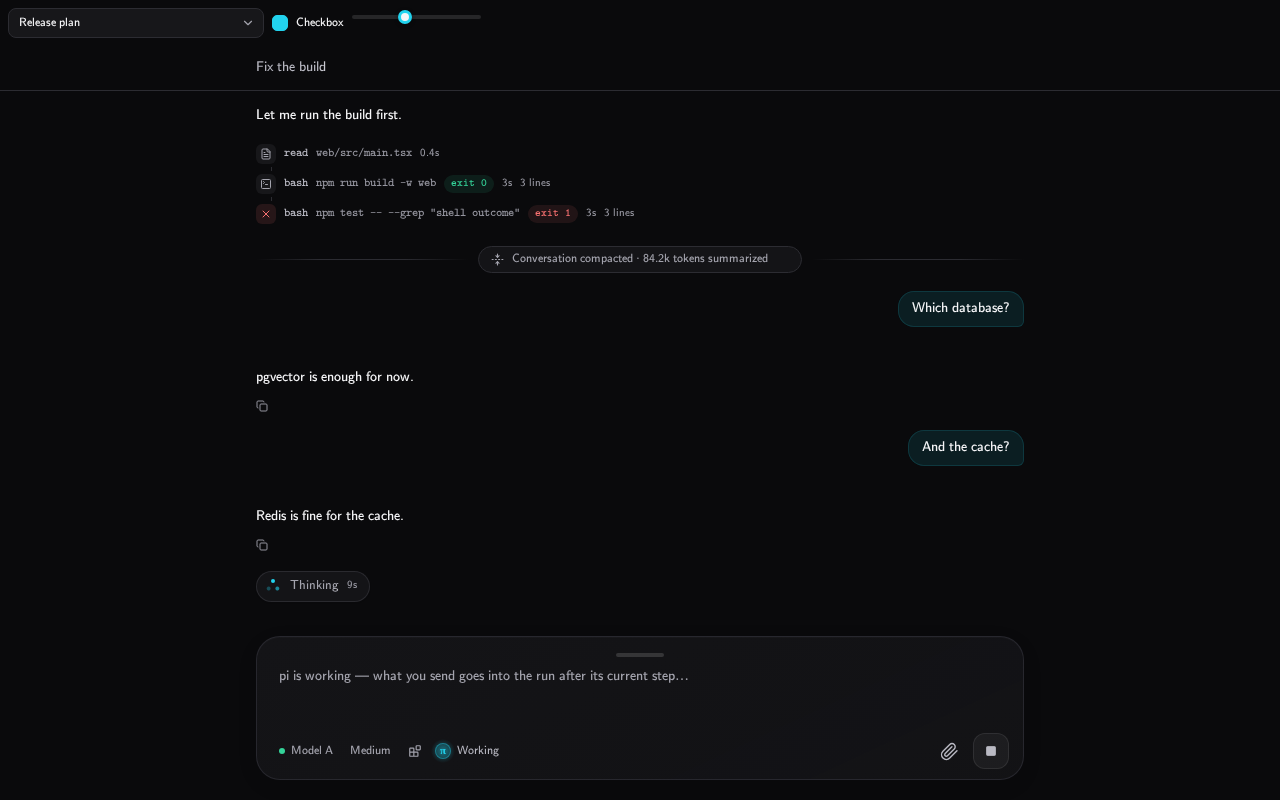 Release plan
Checkbox
Fix the build
Let me run the build first.
read web/src/main.tsx 0.4s
bash npm run build -w web exit 0 3s 3 lines
bash npm test -- --grep "shell outcome" exit 1 3s 3 lines
Conversation compacted · 84.2k tokens summarized
Which database?
pgvector is enough for now.
And the cache?
Redis is fine for the cache.
Thinking 9s
pi is working — what you send goes into the run after its current step…
Model A Medium π Working